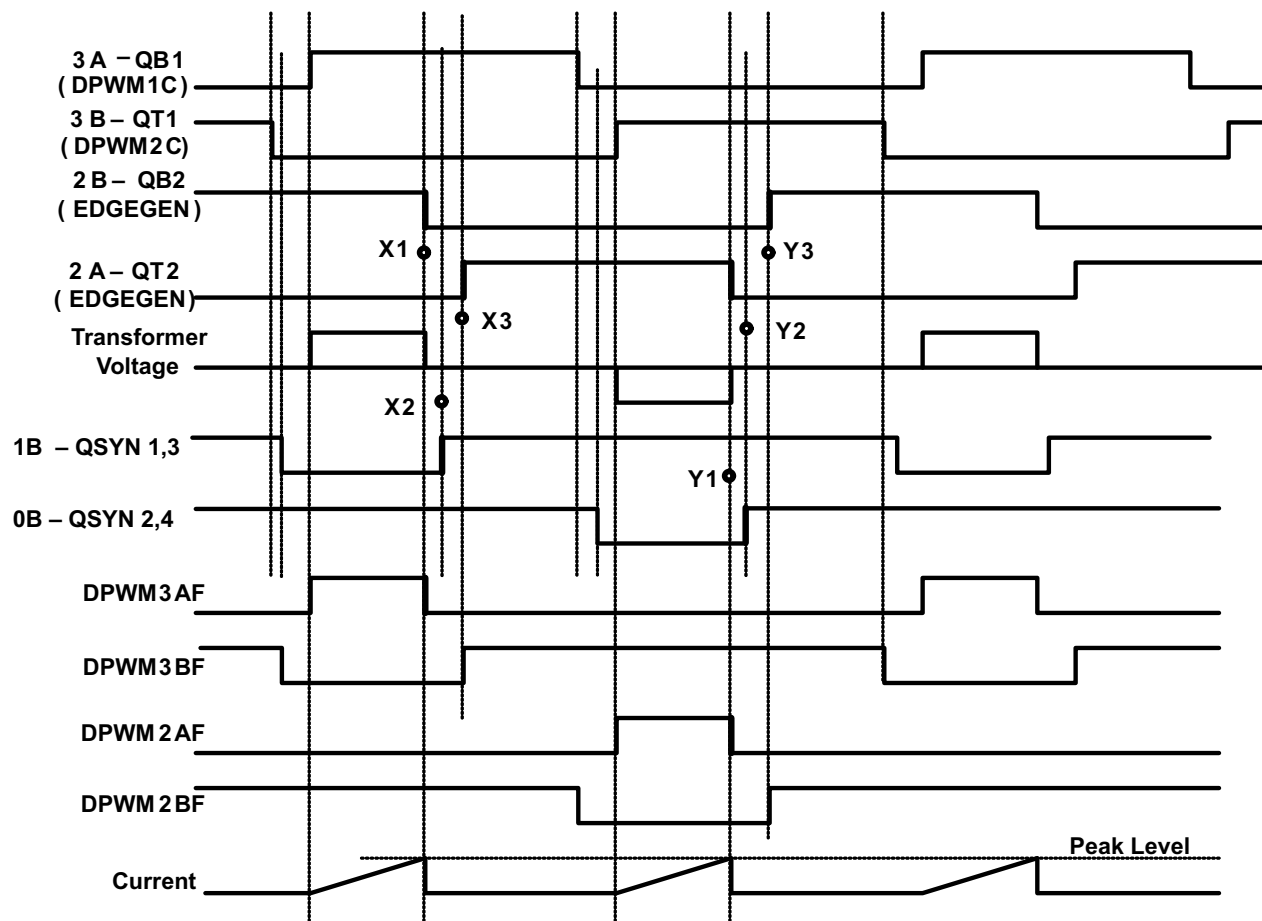 3A – QB1
(DPWM1C)
3B – QT1
(DPWM2C)
2B – QB2
(EDGEGEN)
X1
Y3
2A – QT2
(EDGEGEN)
X3
Y2
Transformer
Voltage
X2
1B – QSYN 1,3
Y1
0B – QSYN 2,4
DPWM3AF
DPWM3BF
DPWM2AF
DPWM2BF
Peak Level
Current